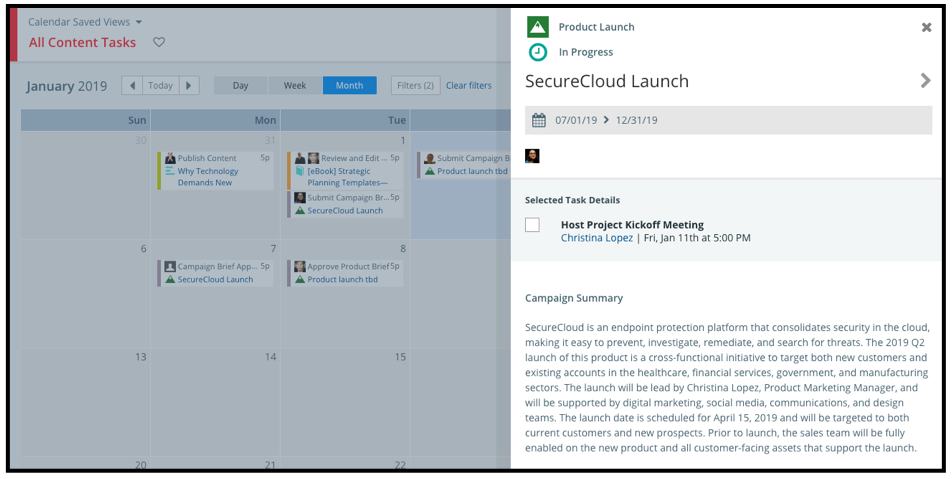 Calendar Saved Views
All Content Tasks
January 2019
Today
Day
Week
Month
Filters (2)
Clear filters
Sun
Mon
Tue
30
31
1
Publish Content 5p
Why Technology
Demands New
Review and Edit ... 5p
[eBook] Strategic
Planning Templates—
Submit Campaign Br...5p
SecureCloud Launch
Submit Campaign B
Product launch tbd
6
7
8
Campaign Brief App... 5p
SecureCloud Launch
Approve Product Brief 5p
Product launch tbd
13
14
15
20
21
22
Product Launch
In Progress
SecureCloud Launch
07/01/19 > 12/31/19
Selected Task Details
Host Project Kickoff Meeting
Christina Lopez | Fri, Jan 11th at 5:00 PM
Campaign Summary
SecureCloud is an endpoint protection platform that consolidates security in the cloud,
making it easy to prevent, investigate, remediate, and search for threats. The 2019 Q2
launch of this product is a cross-functional initiative to target both new customers and
existing accounts in the healthcare, financial services, government, and manufacturing
sectors. The launch will be lead by Christina Lopez, Product Marketing Manager, and
will be supported by digital marketing, social media, communications, and design
teams. The launch date is scheduled for April 15, 2019 and will be targeted to both
current customers and new prospects. Prior to launch, the sales team will be fully
enabled on the new product and all customer-facing assets that support the launch.